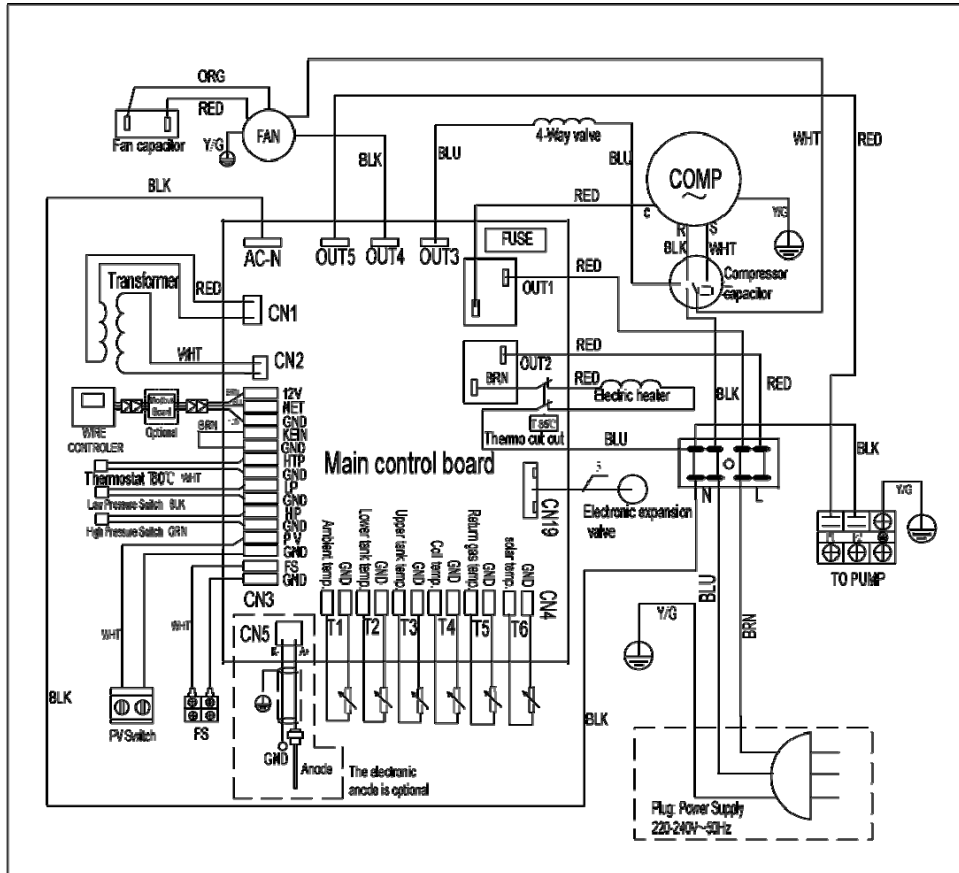 ORG
RED
Fan capacitor
Y/G
FAN
4-Way valve
BLU
BLU
BLK
WHT
RED
COMP
C
R
S
Y/G
RED
BLK
WHT
BLK
AC-N
OUT5
OUT4
OUT3
FUSE
OUT1
RED
Compressor
capacitor
Transformer
RED
CN1
WHT
CN2
OUT2
RED
BRN
RED
Electric heater
BLK
RED
T 85℃
Thermo cut out
BLU
WIRE
CONTROLER
Modbus
Board
Optional
BRN
BRN
12V
NET
GND
KEIN
GND
HTP
GND
LP
GND
HP
GND
PV
GND
FS
GND
Thermostat T80℃ WHT
Low Pressure Switch BLK
High Pressure Switch GRN
Main control board
CN19
5
Electronic expansion
valve
N
L
BLK
Y/G
TO PUMP
CN3
CN4
Ambient temp.
GND
Lower tank temp.
GND
Upper tank temp.
GND
Coil temp.
GND
Return gas temp.
GND
solar temp.
GND
T1
T2
T3
T4
T5
T6
WHT
WHT
CN5
A+
GND
Anode
The electronic
anode is optional
PV Switch
FS
BLK
BLK
BLU
BRN
Y/G
Plug: Power Supply
220-240V~50Hz